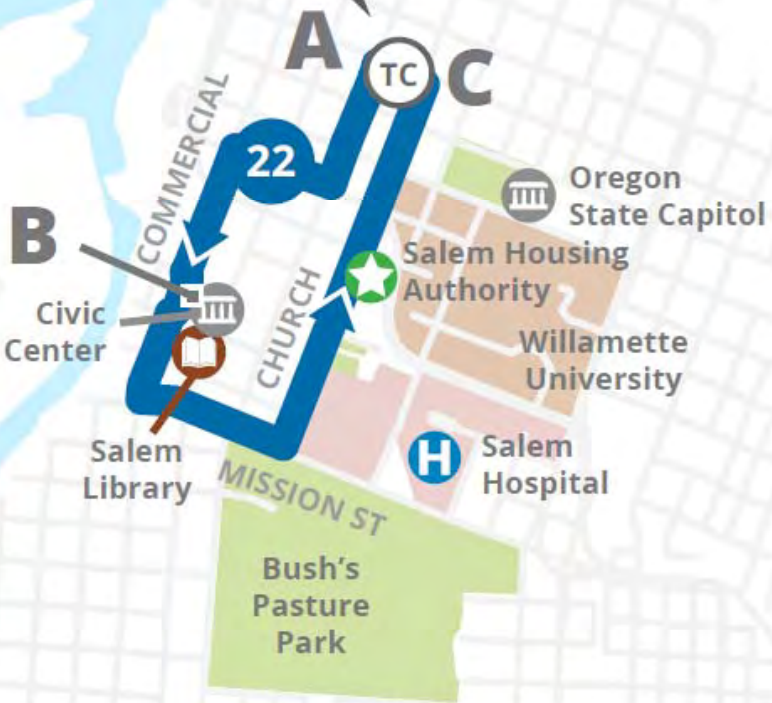 A
TC
C
COMMERCIAL
22
Oregon
State Capitol
B
Salem Housing
Authority
Civic
Center
CHURCH
Willamette
University
Salem
Library
H
Salem
Hospital
MISSION ST
Bush's
Pasture
Park